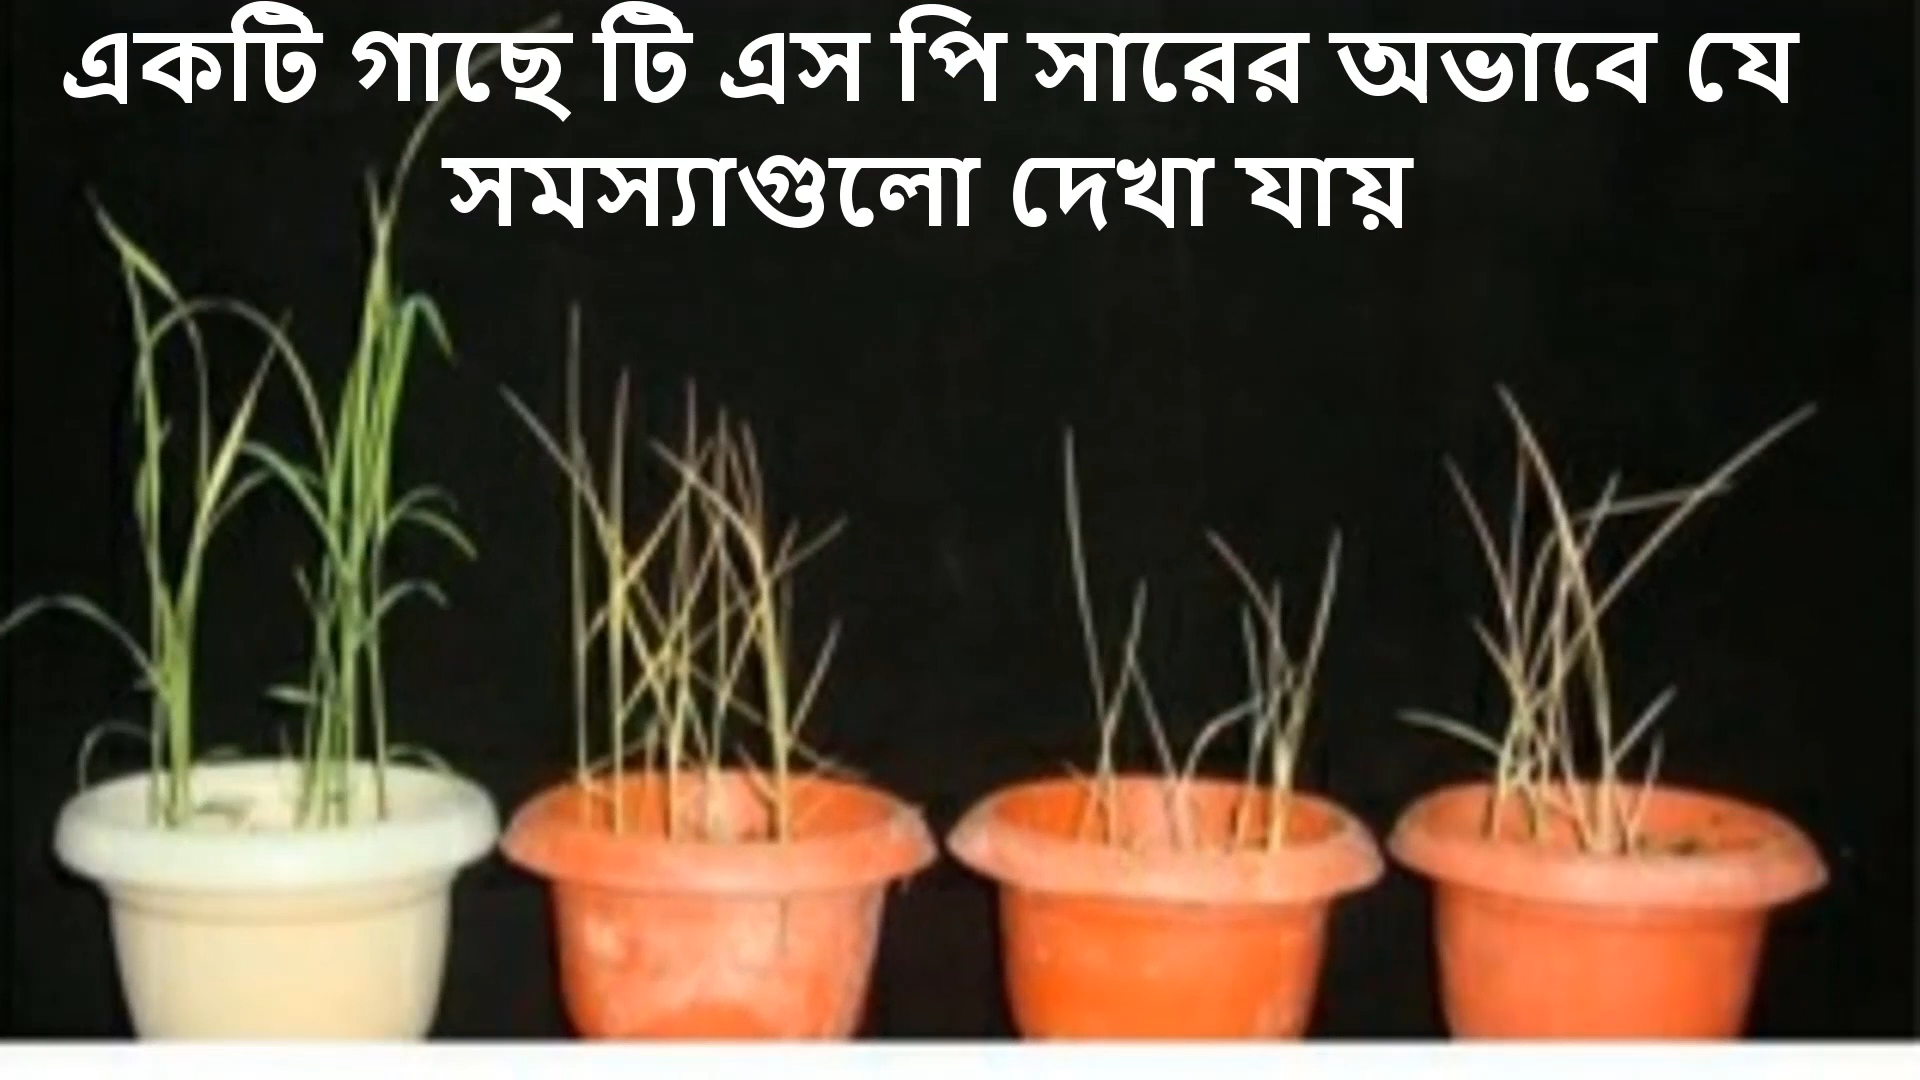 একটি গাছে টি এস পি সারের অভাবে যে
সমস্যাগুলো দেখা যায়